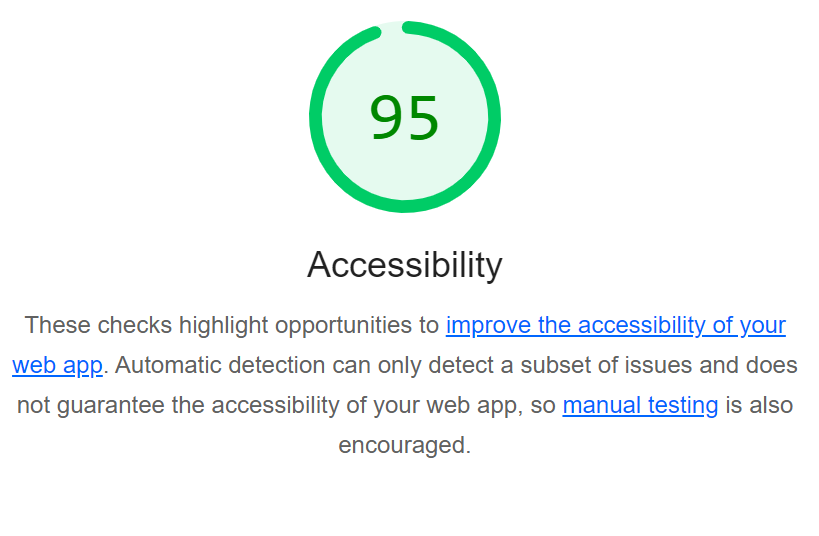 95
Accessibility
These checks highlight opportunities to improve the accessibility of your
web app. Automatic detection can only detect a subset of issues and does
not guarantee the accessibility of your web app, so manual testing is also
encouraged.